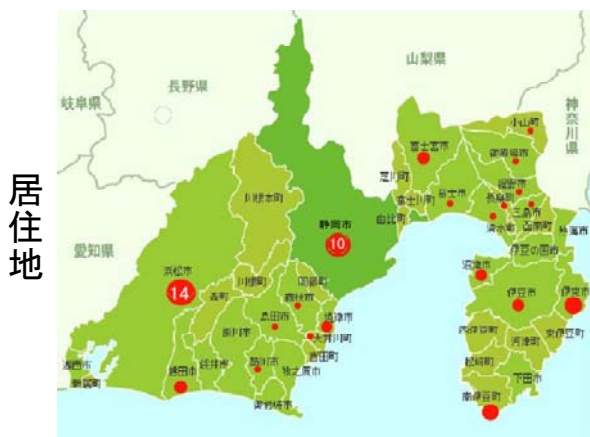 居住地
長野県
山梨県
岐阜県
神奈川県
愛知県
小山町
富士宮市
御殿場市
芝川町
裾野市
長泉町
富士市
三島市
富士川町
清水町
函南町
由比町
熱海市
川根本町
静岡市
10
伊豆の国市
沼津市
浜松市
14
川根町
岡部町
伊豆市
伊東市
森町
藤枝市
島田市
焼津市
大井川町
掛川市
吉田町
西伊豆町
東伊豆町
河津町
松崎町
湖西市
新居町
磐田市
袋井市
菊川市
牧之原市
下田市
南伊豆町
御前崎市